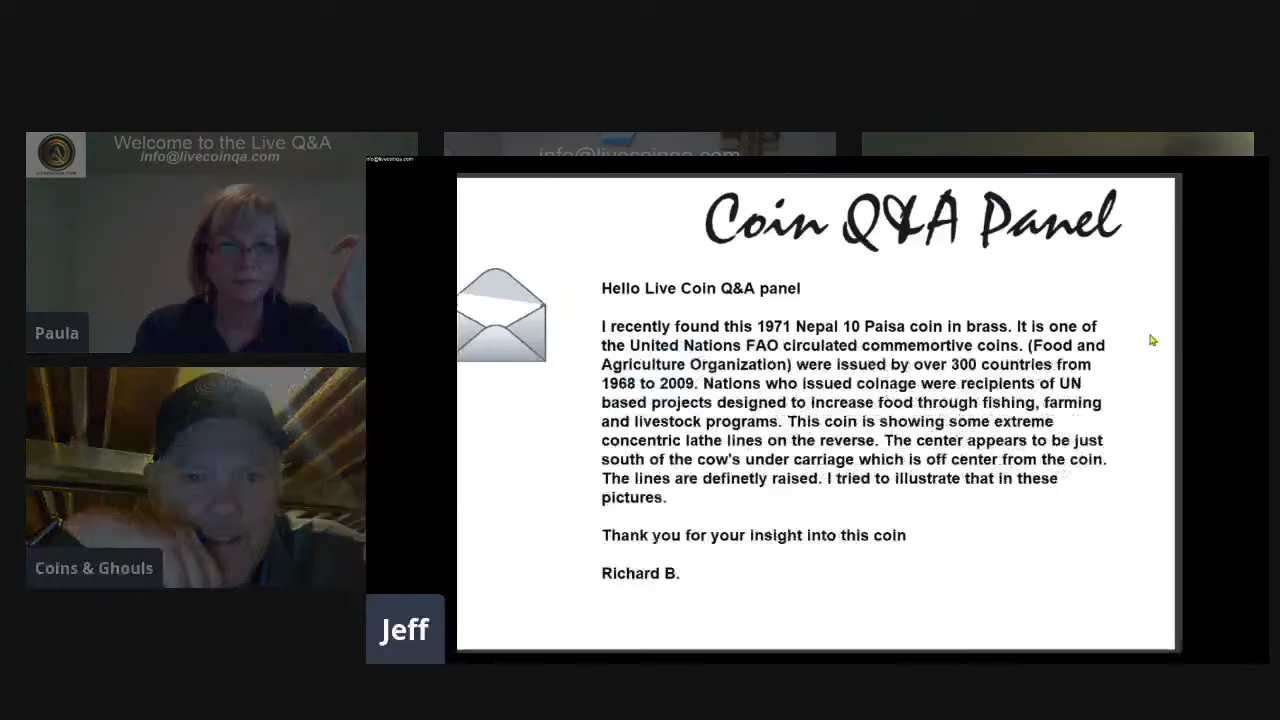 Welcome to the Live Q&A
info@livecoinqa.com
LIVECOINQA.COM
info@livecoinqa.com
info@livecoinqa.com
Coin Q&A Panel
Hello Live Coin Q&A panel
I recently found this 1971 Nepal 10 Paisa coin in brass. It is one of
the United Nations FAO circulated commemortive coins. (Food and
Agriculture Organization) were issued by over 300 countries from
1968 to 2009. Nations who issued coinage were recipients of UN
based projects designed to increase food through fishing, farming
and livestock programs. This coin is showing some extreme
concentric lathe lines on the reverse. The center appears to be just
south of the cow's under carriage which is off center from the coin.
The lines are definetly raised. I tried to illustrate that in these
pictures.
Thank you for your insight into this coin
Richard B.
Paula
Coins & Ghouls
Jeff